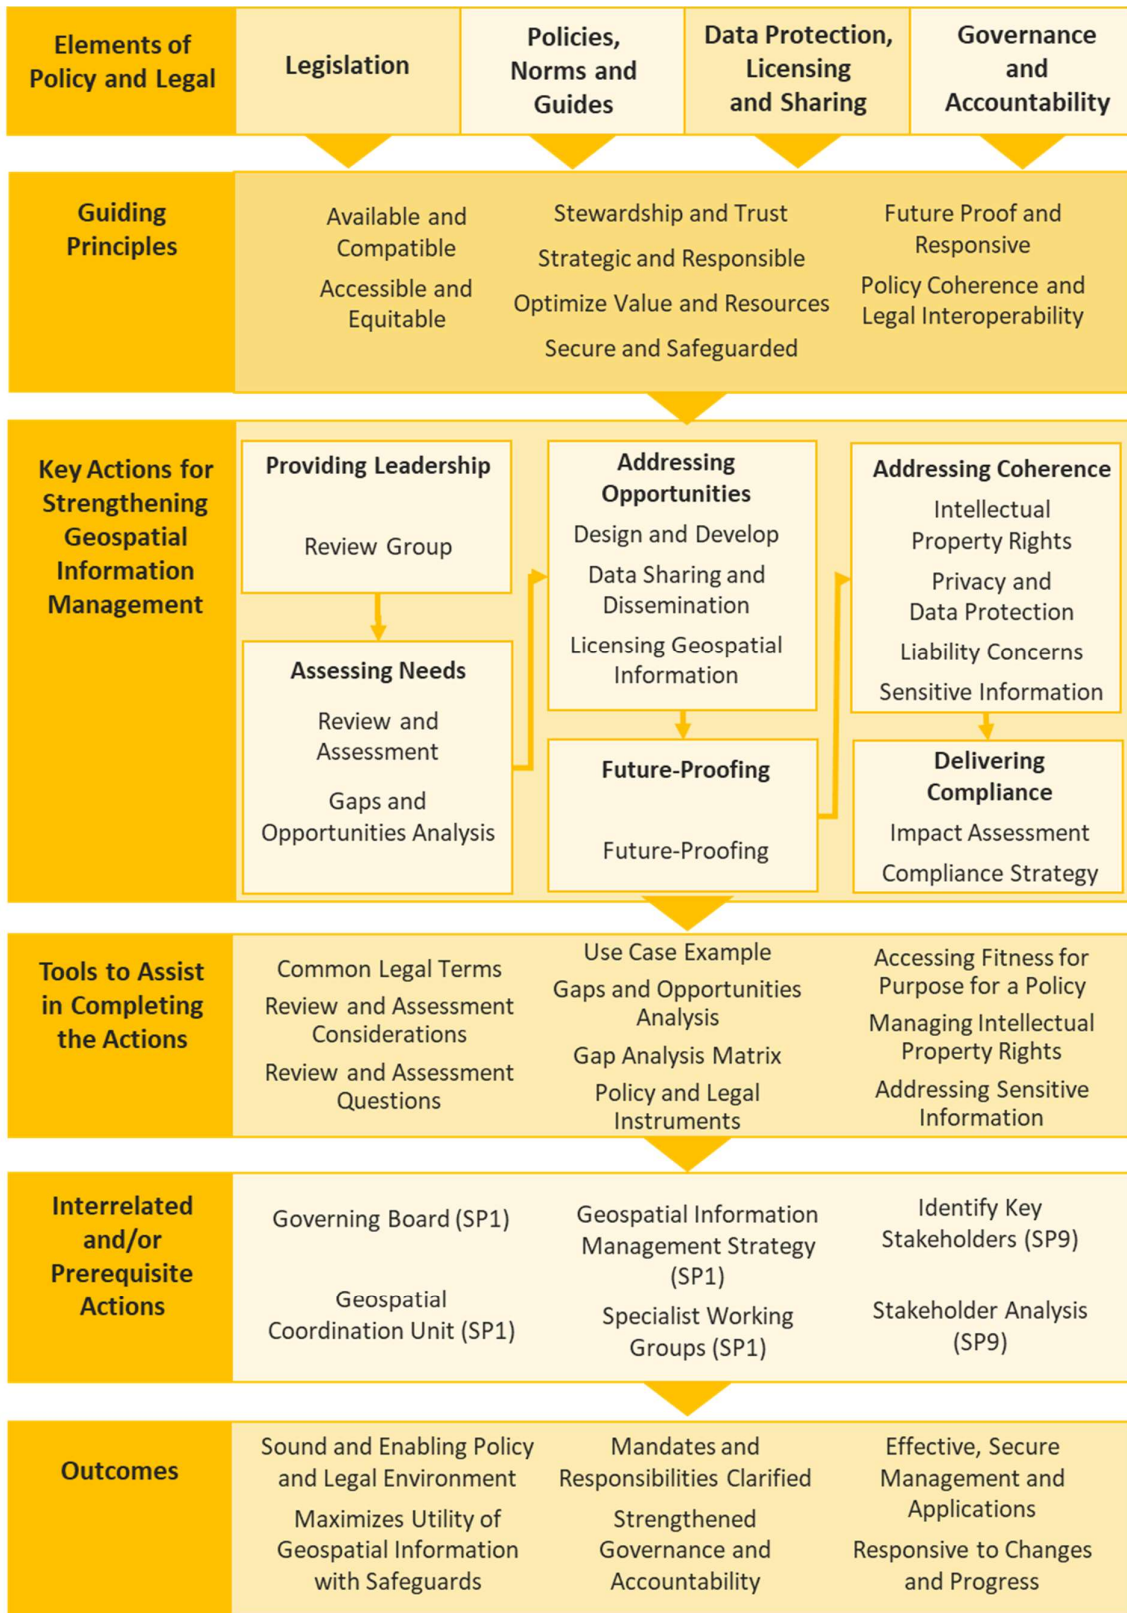 Elements of
Policy and Legal
Legislation
Policies,
Norms and
Guides
Data Protection,
Licensing
and Sharing
Governance
and
Accountability
Guiding
Principles
Available and
Compatible
Accessible and
Equitable
Stewardship and Trust
Strategic and Responsible
Optimize Value and Resources
Secure and Safeguarded
Future Proof and
Responsive
Policy Coherence and
Legal Interoperability
Key Actions for
Strengthening
Geospatial
Information
Management
Providing Leadership
Review Group
Assessing Needs
Review and
Assessment
Gaps and
Opportunities Analysis
Addressing
Opportunities
Design and Develop
Data Sharing and
Dissemination
Licensing Geospatial
Information
Future-Proofing
Future-Proofing
Addressing Coherence
Intellectual
Property Rights
Privacy and
Data Protection
Liability Concerns
Sensitive Information
Delivering
Compliance
Impact Assessment
Compliance Strategy
Tools to Assist
in Completing
the Actions
Common Legal Terms
Review and Assessment
Considerations
Review and Assessment
Questions
Use Case Example
Gaps and Opportunities
Analysis
Gap Analysis Matrix
Policy and Legal
Instruments
Accessing Fitness for
Purpose for a Policy
Managing Intellectual
Property Rights
Addressing Sensitive
Information
Interrelated
and/or
Prerequisite
Actions
Governing Board (SP1)
Geospatial
Coordination Unit (SP1)
Geospatial Information
Management Strategy
(SP1)
Specialist Working
Groups (SP1)
Identify Key
Stakeholders (SP9)
Stakeholder Analysis
(SP9)
Outcomes
Sound and Enabling Policy
and Legal Environment
Maximizes Utility of
Geospatial Information
with Safeguards
Mandates and
Responsibilities Clarified
Strengthened
Governance and
Accountability
Effective, Secure
Management and
Applications
Responsive to Changes
and Progress